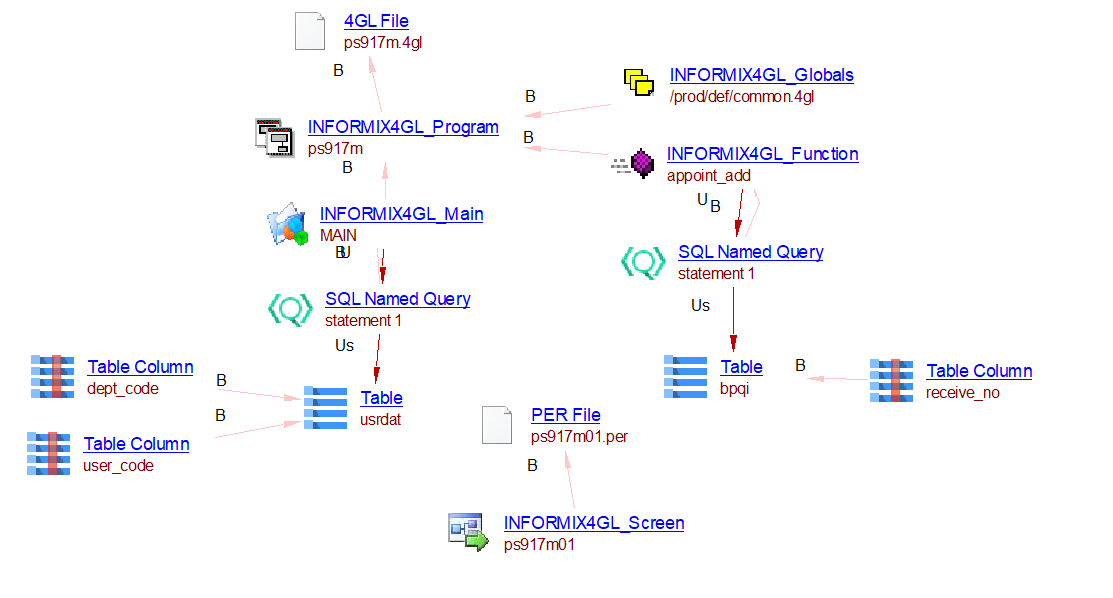 4GL File
ps917m.4gl
B
INFORMIX4GL_Globals
/prod/def/common.4gl
B
INFORMIX4GL_Program
ps917m
B
B
INFORMIX4GL_Function
appoint_add
U
B
INFORMIX4GL_Main
MAIN
B
U
SQL Named Query
statement 1
SQL Named Query
statement 1
Us
Us
Table Column
dept_code
B
B
Table
usrdat
Table
bpqi
B
Table Column
receive_no
Table Column
user_code
PER File
ps917m01.per
B
INFORMIX4GL_Screen
ps917m01